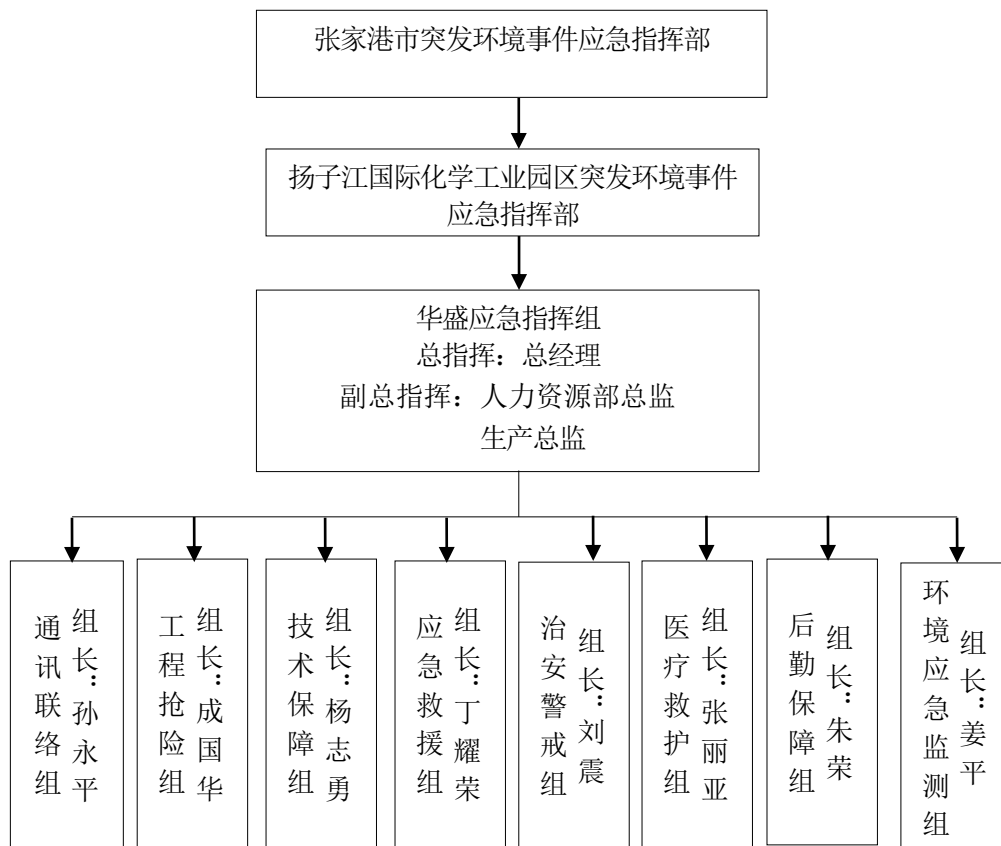 张家港市突发环境事件应急指挥部
扬子江国际化学工业园区突发环境事件
应急指挥部
华盛应急指挥组
总指挥：总经理
副总指挥：人力资源部总监
生产总监
通讯联络组
组长：孙永平
工程抢险组
组长：成国华
技术保障组
组长：杨志勇
应急救援组
组长：丁耀荣
治安警戒组
组长：刘震
医疗救护组
组长：张丽亚
后勤保障组
组长：朱荣
环境应急监测组
组长：姜平